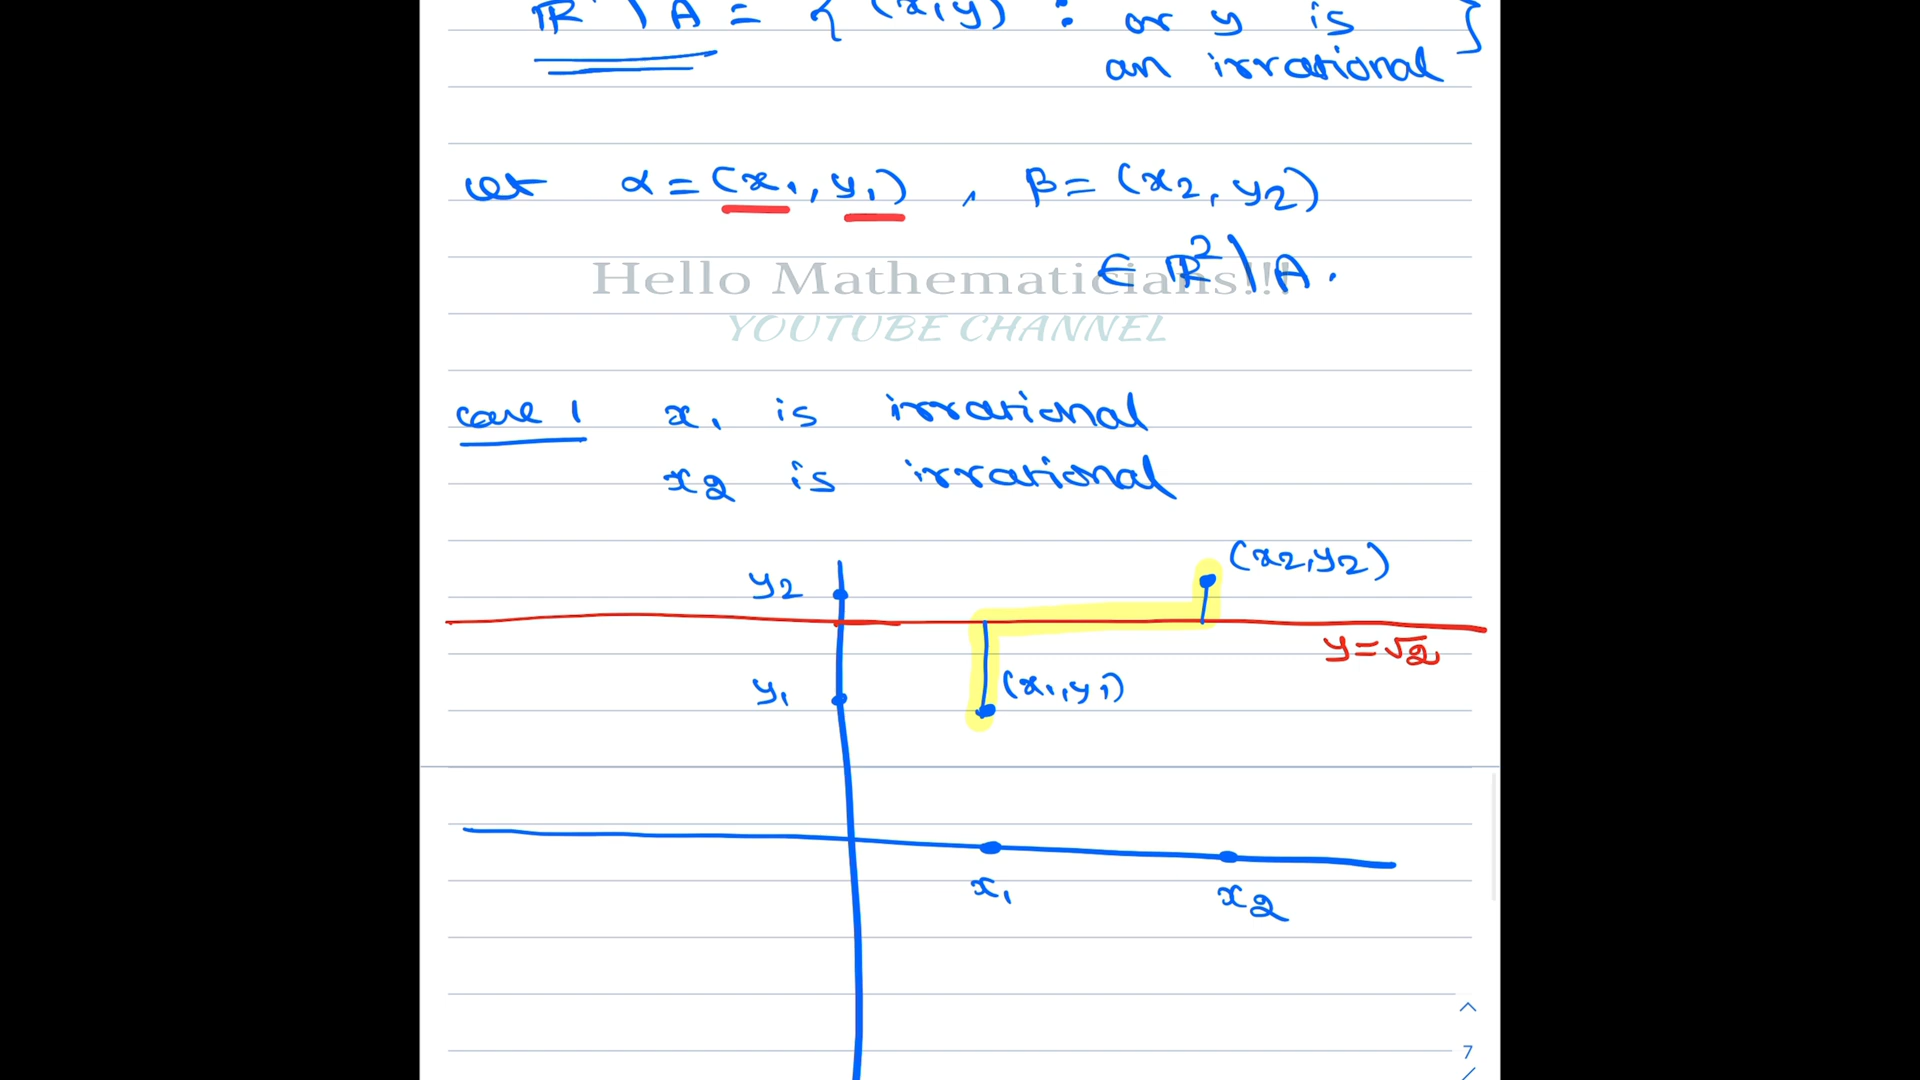 ℝ² \ A = { (x,y) : or y is }
an irrational
let α = (x₁, y₁) , β = (x₂, y₂)
∈ ℝ² \ A .
Hello Mathematicians!!!
YOUTUBE CHANNEL
case 1 x₁ is irrational
x₂ is irrational
(x₂,y₂)
y₂
y=√2
y₁
(x₁,y₁)
x₁
x₂
7